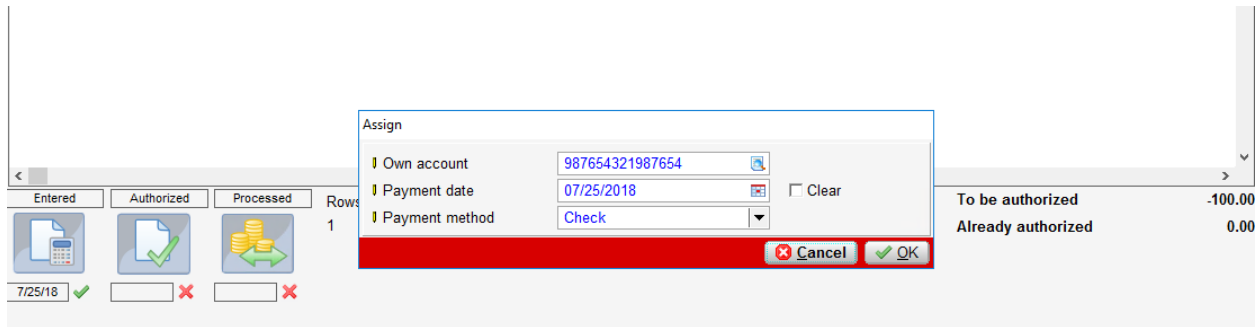 Assign
Own account 987654321987654
Payment date 07/25/2018 Clear
Payment method Check
Cancel OK
Entered Authorized Processed
Rows
1
7/25/18
To be authorized -100.00
Already authorized 0.00